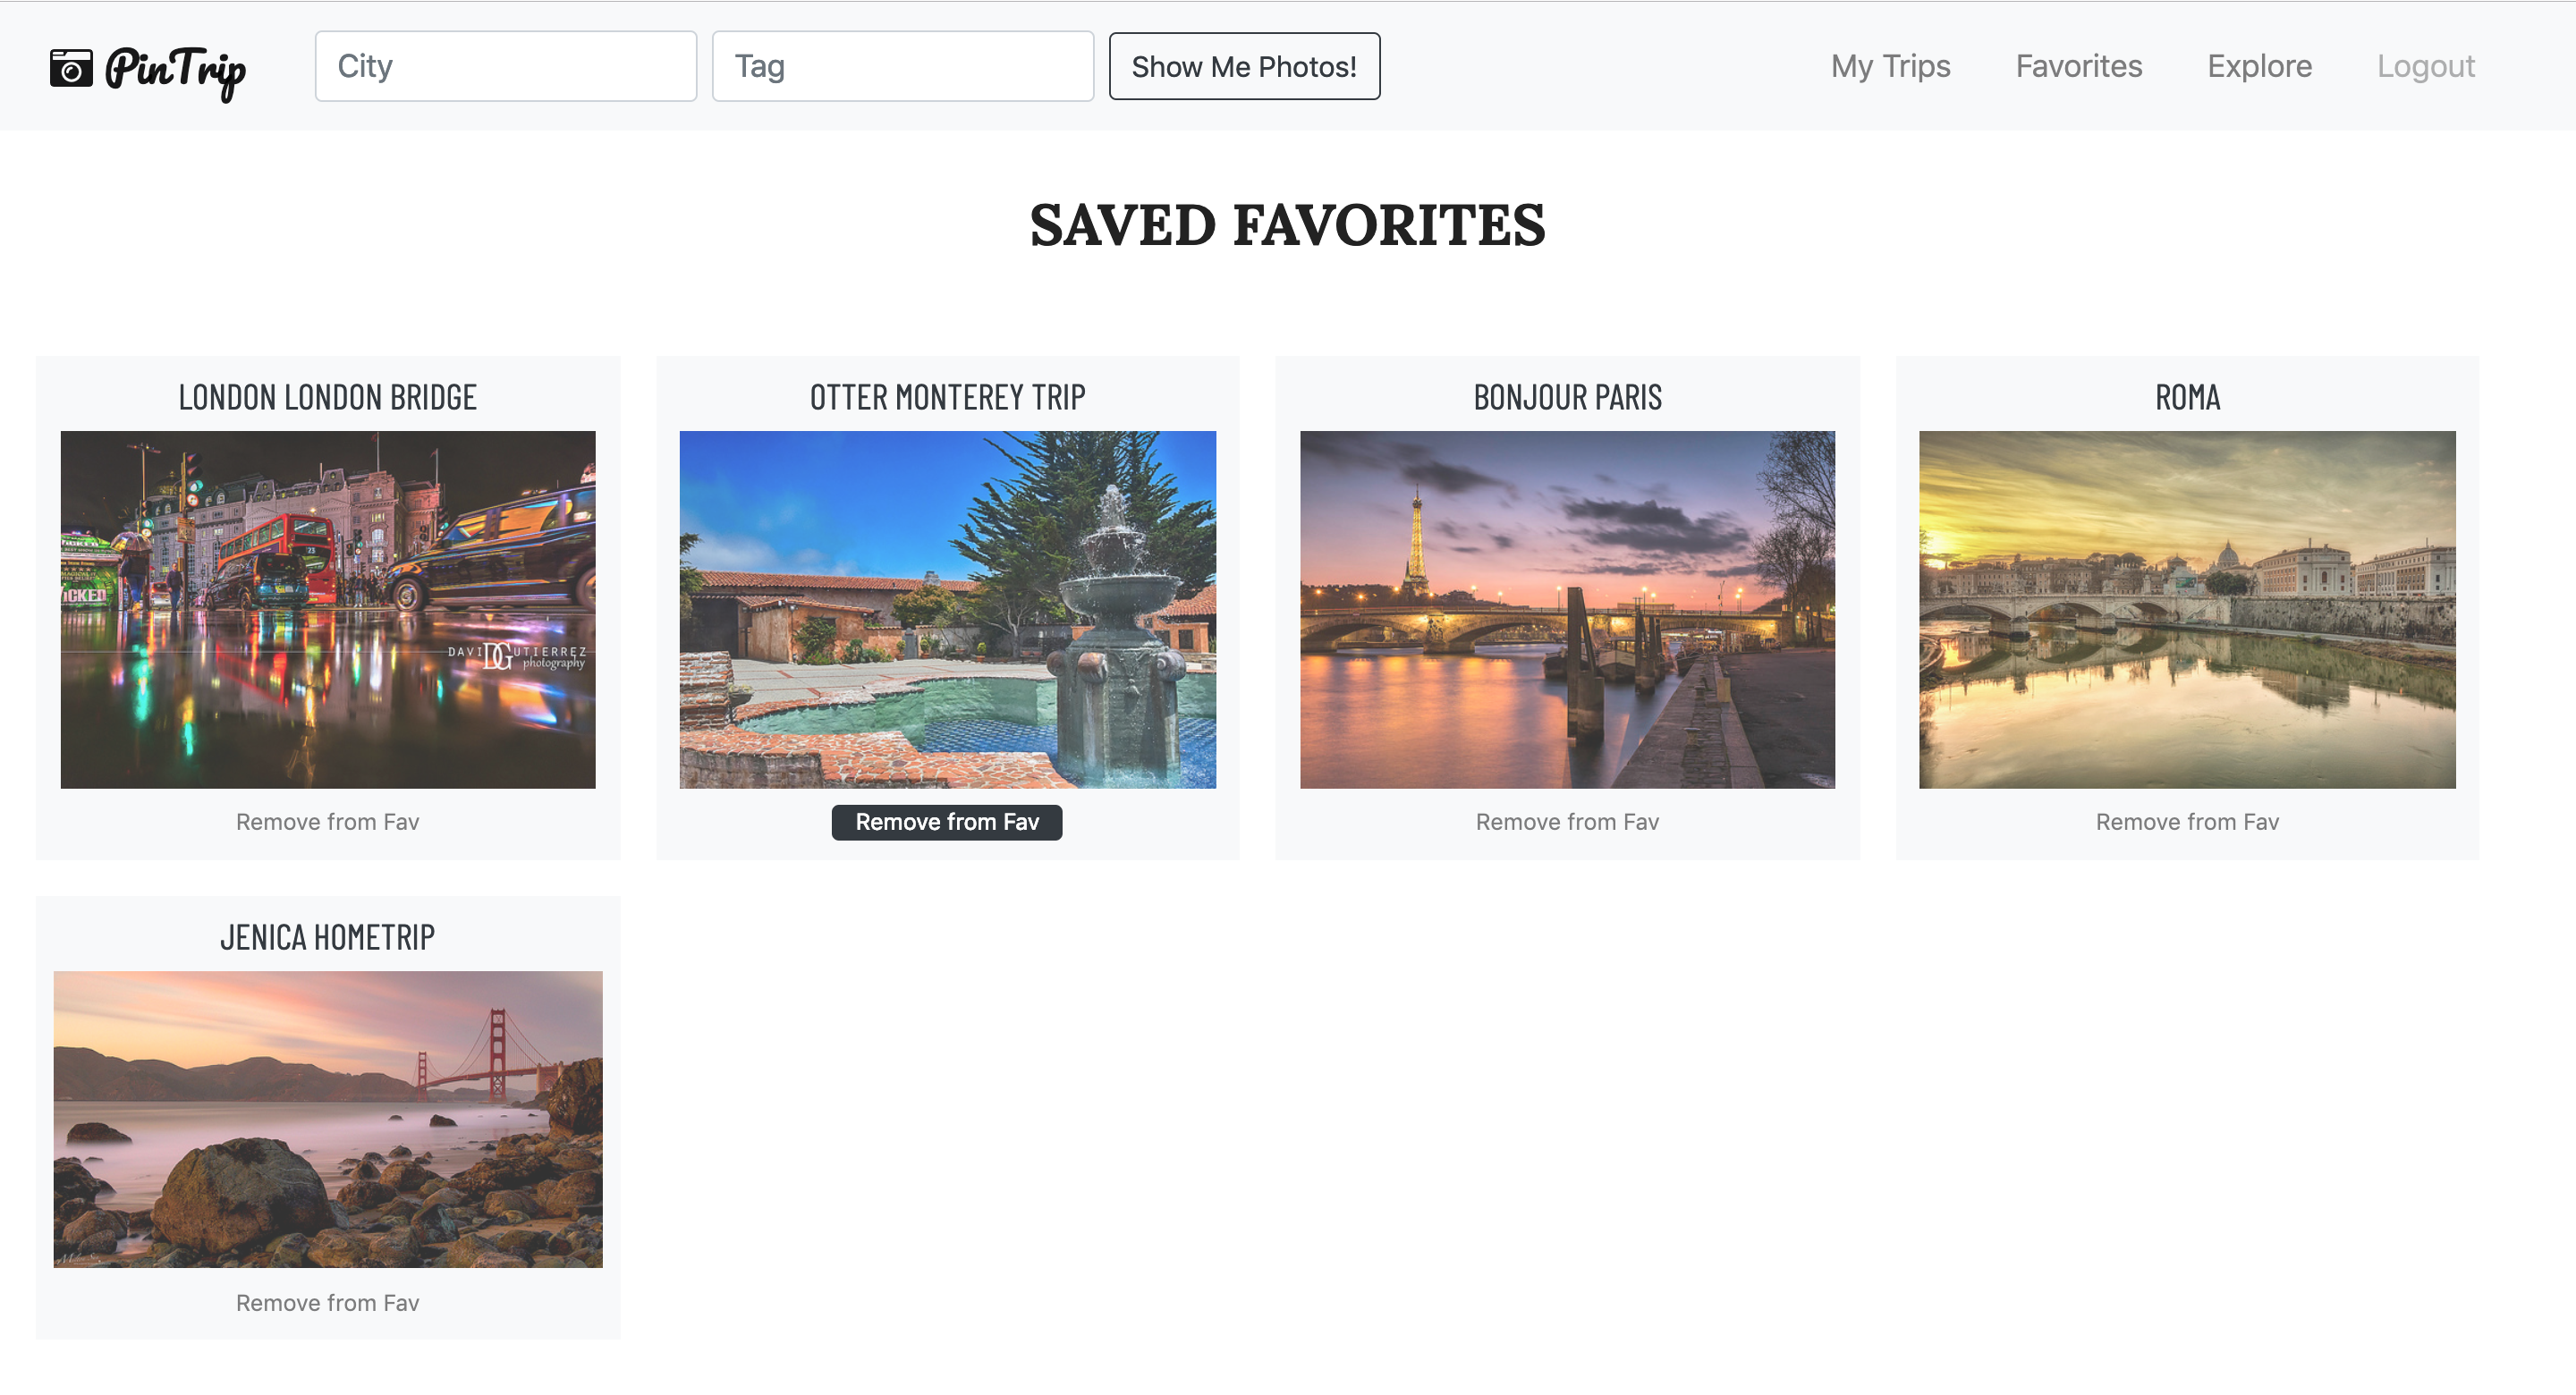 PinTrip
City
Tag
Show Me Photos!
My Trips
Favorites
Explore
Logout
SAVED FAVORITES
LONDON LONDON BRIDGE
OTTER MONTEREY TRIP
BONJOUR PARIS
ROMA
23
ICKED
DAVID GUTIERREZ
photography
Remove from Fav
Remove from Fav
Remove from Fav
Remove from Fav
JENICA HOMETRIP
Remove from Fav